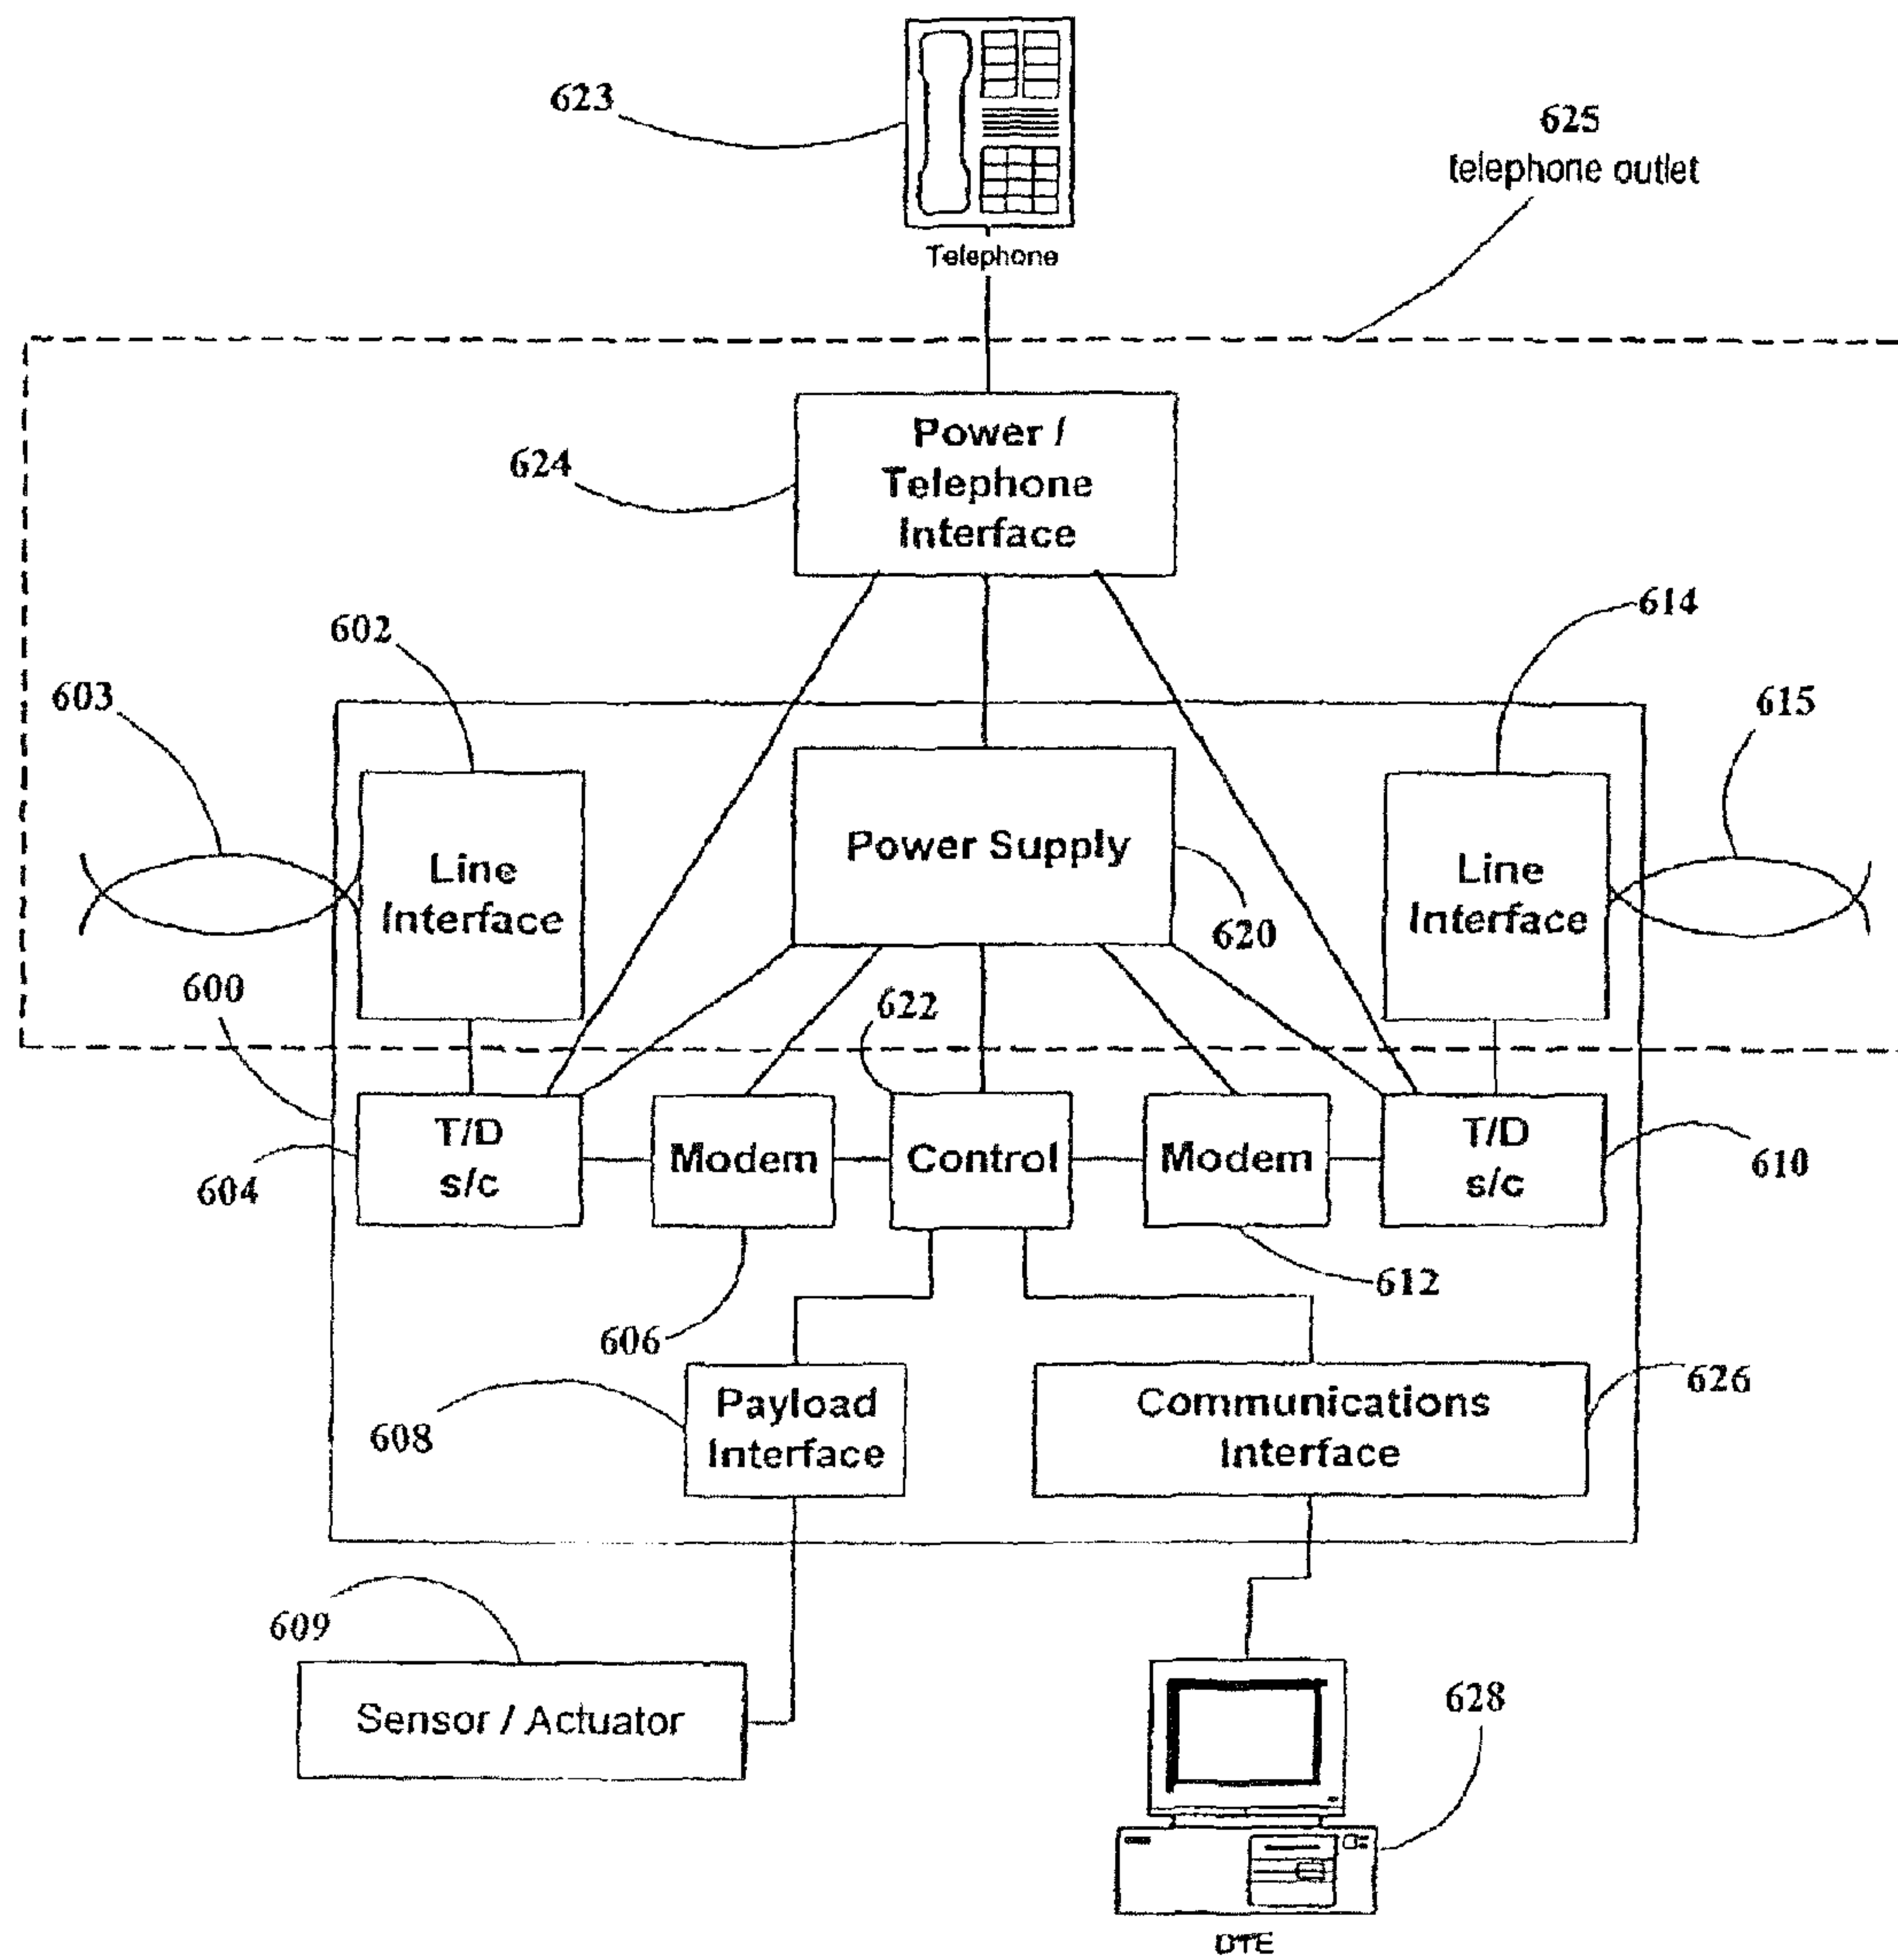 623
625
telephone outlet
Telephone
624
Power /
Telephone
Interface
602
614
603
615
Line
Interface
Power Supply
Line
Interface
620
600
622
T/D
s/c
Modem
Control
Modem
T/D
s/c
604
610
606
612
608
Payload
Interface
Communications
Interface
626
609
Sensor / Actuator
628
DTE